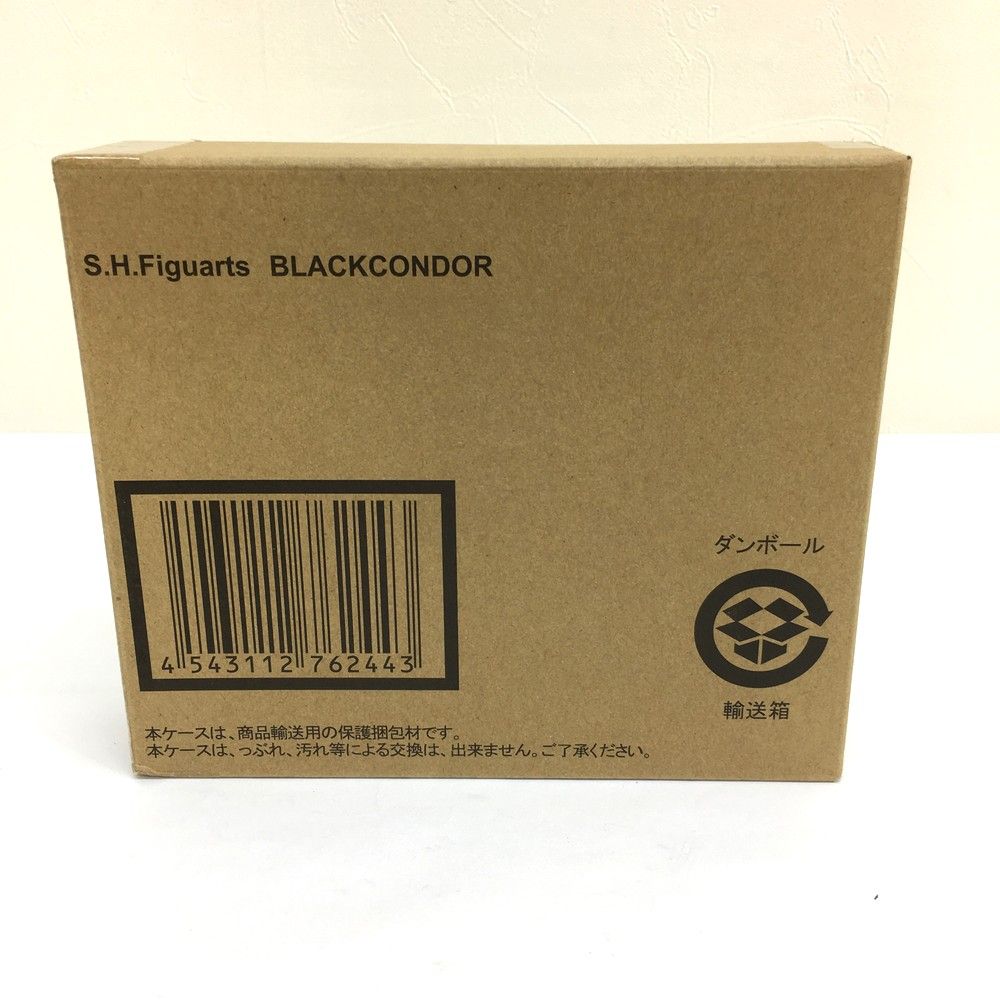 S.H.Figuarts BLACKCONDOR
4 543112 762443
ダンボール
輸送箱
本ケースは、商品輸送用の保護梱包材です。
本ケースは、つぶれ、汚れ等による交換は、出来ません。ご了承ください。